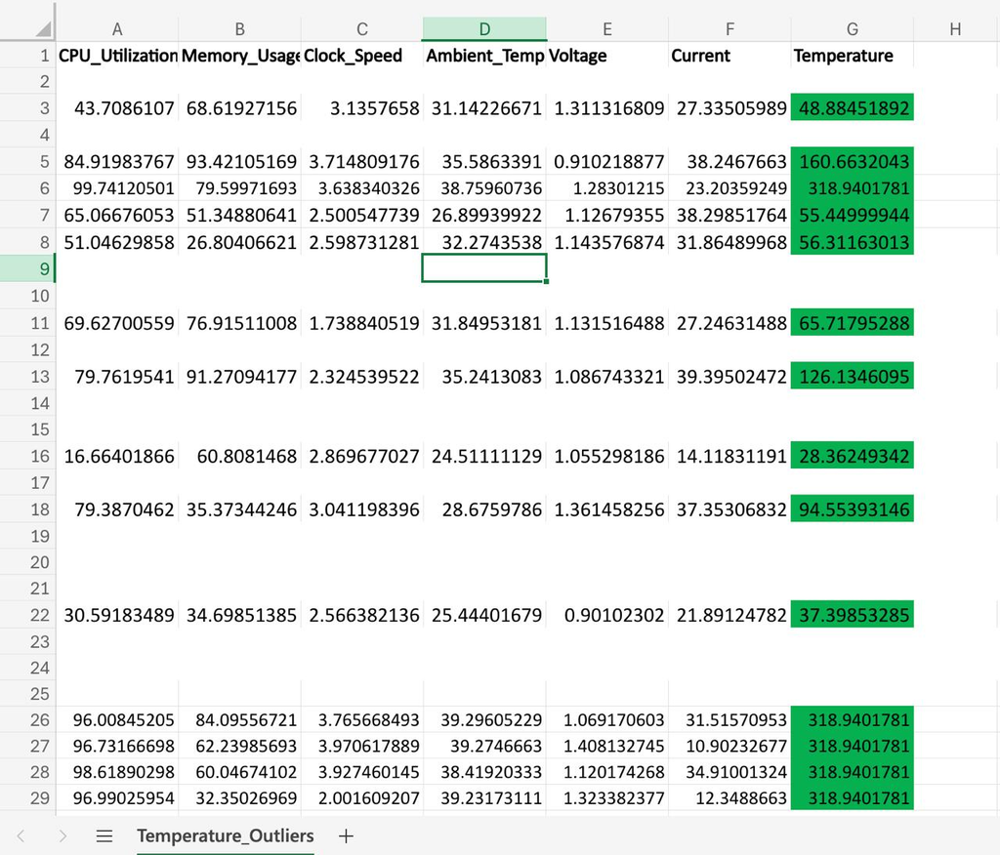 A B C D E F G H
1 CPU_Utilization Memory_Usage Clock_Speed Ambient_Temp Voltage Current Temperature
2
3 43.7086107 68.61927156 3.1357658 31.14226671 1.311316809 27.33505989 48.88451892
4
5 84.91983767 93.42105169 3.714809176 35.5863391 0.910218877 38.2467663 160.6632043
6 99.74120501 79.59971693 3.638340326 38.75960736 1.28301215 23.20359249 318.9401781
7 65.06676053 51.34880641 2.500547739 26.89939922 1.12679355 38.29851764 55.44999944
8 51.04629858 26.80406621 2.598731281 32.2743538 1.143576874 31.86489968 56.31163013
9
10
11 69.62700559 76.91511008 1.738840519 31.84953181 1.131516488 27.24631488 65.71795288
12
13 79.7619541 91.27094177 2.324539522 35.2413083 1.086743321 39.39502472 126.1346095
14
15
16 16.66401866 60.8081468 2.869677027 24.51111129 1.055298186 14.11831191 28.36249342
17
18 79.3870462 35.37344246 3.041198396 28.6759786 1.361458256 37.35306832 94.55393146
19
20
21
22 30.59183489 34.69851385 2.566382136 25.44401679 0.90102302 21.89124782 37.39853285
23
24
25
26 96.00845205 84.09556721 3.765668493 39.29605229 1.069170603 31.51570953 318.9401781
27 96.73166698 62.23985693 3.970617889 39.2746663 1.408132745 10.90232677 318.9401781
28 98.61890298 60.04674102 3.927460145 38.41920333 1.120174268 34.91001324 318.9401781
29 96.99025954 32.35026969 2.001609207 39.23173111 1.323382377 12.3488663 318.9401781
Temperature_Outliers